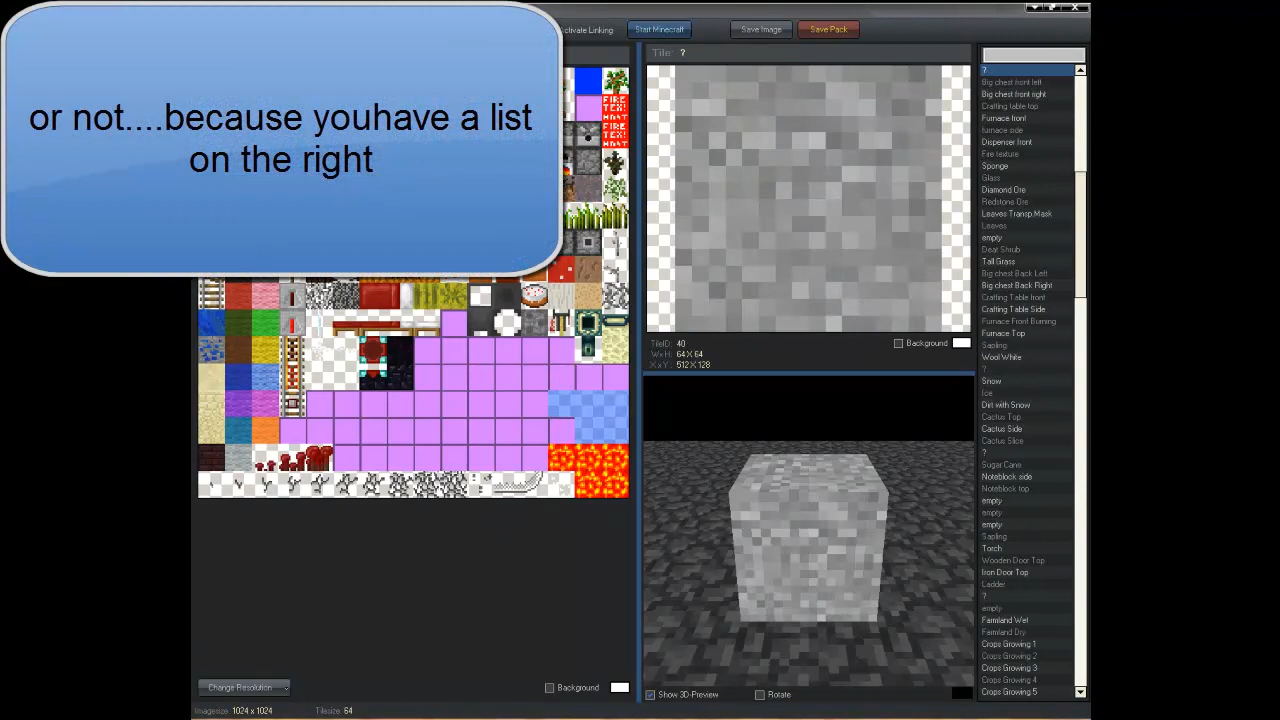 or not....because youhave a list
on the right
ctivate Linking
Start Minecraft
Save Image
Save Pack
Tile: ?
TileID: 40
WxH: 64 X 64
XxY: 512 X 128
Background
Show 3D-Preview
Rotate
Change Resolution
Background
Imagesize: 1024 x 1024
Tilesize: 64
?
Big chest front left
Big chest front right
Crafting table top
Furnace front
furnace side
Dispenser front
Fire texture
Sponge
Glass
Diamond Ore
Redstone Ore
Leaves Transp.Mask
Leaves
empty
Deat Shrub
Tall Grass
Big chest Back Left
Big chest Back Right
Crafting Table front
Crafting Table Side
Furnace Front Burning
Furnace Top
Sapling
Wool White
?
Snow
Ice
Dirt with Snow
Cactus Top
Cactus Side
Cactus Slice
?
Sugar Cane
Noteblock side
Noteblock top
empty
empty
empty
Sapling
Torch
Wooden Door Top
Iron Door Top
Ladder
?
empty
Farmland Wet
Farmland Dry
Crops Growing 1
Crops Growing 2
Crops Growing 3
Crops Growing 4
Crops Growing 5